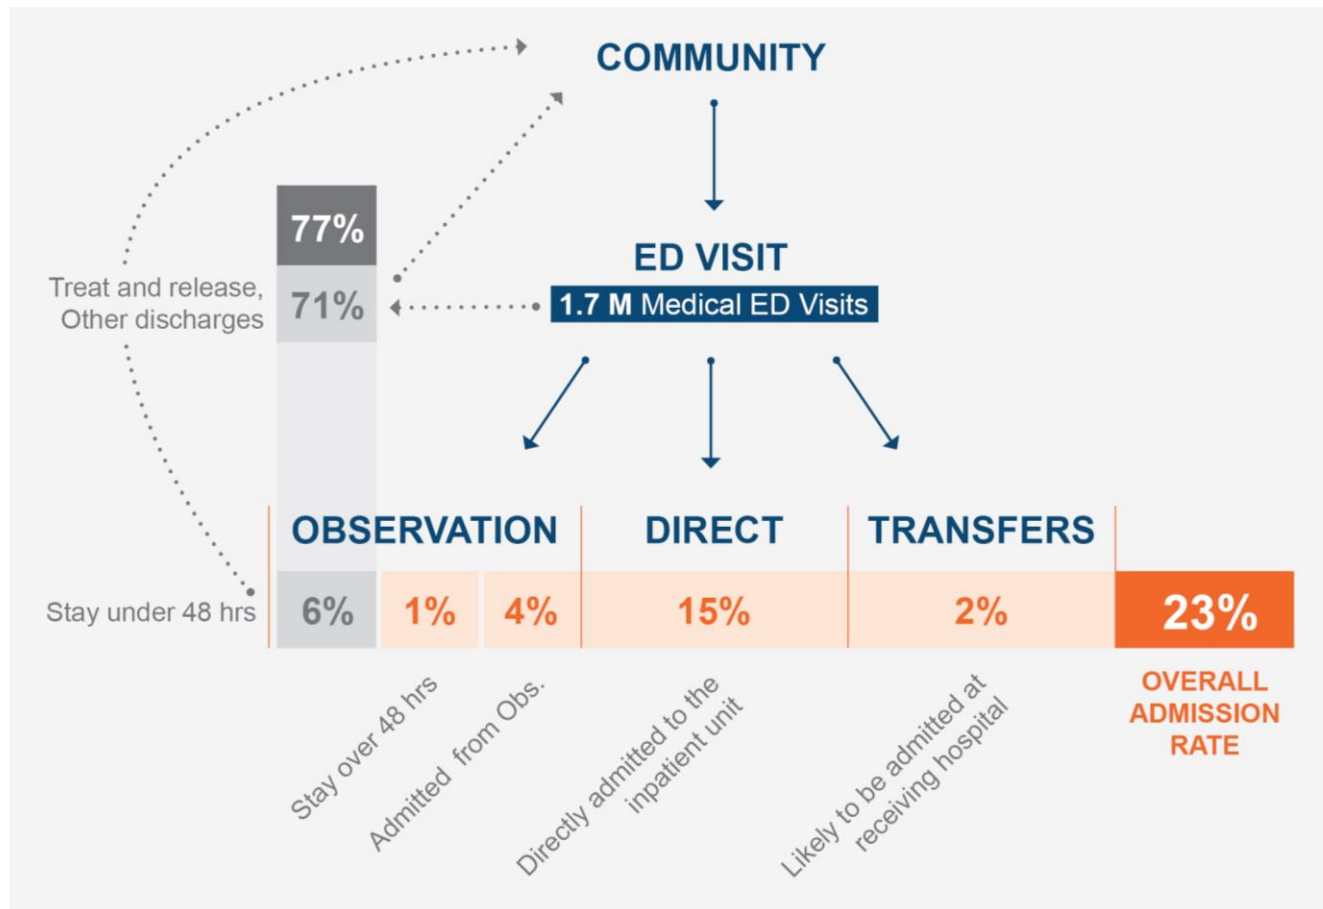 COMMUNITY
77%
ED VISIT
1.7 M Medical ED Visits
Treat and release,
Other discharges
71%
OBSERVATION
DIRECT
TRANSFERS
Stay under 48 hrs
6%
1%
4%
15%
2%
23%
Stay over 48 hrs
Admitted from Obs.
Directly admitted to the
inpatient unit
Likely to be admitted at
receiving hospital
OVERALL
ADMISSION
RATE